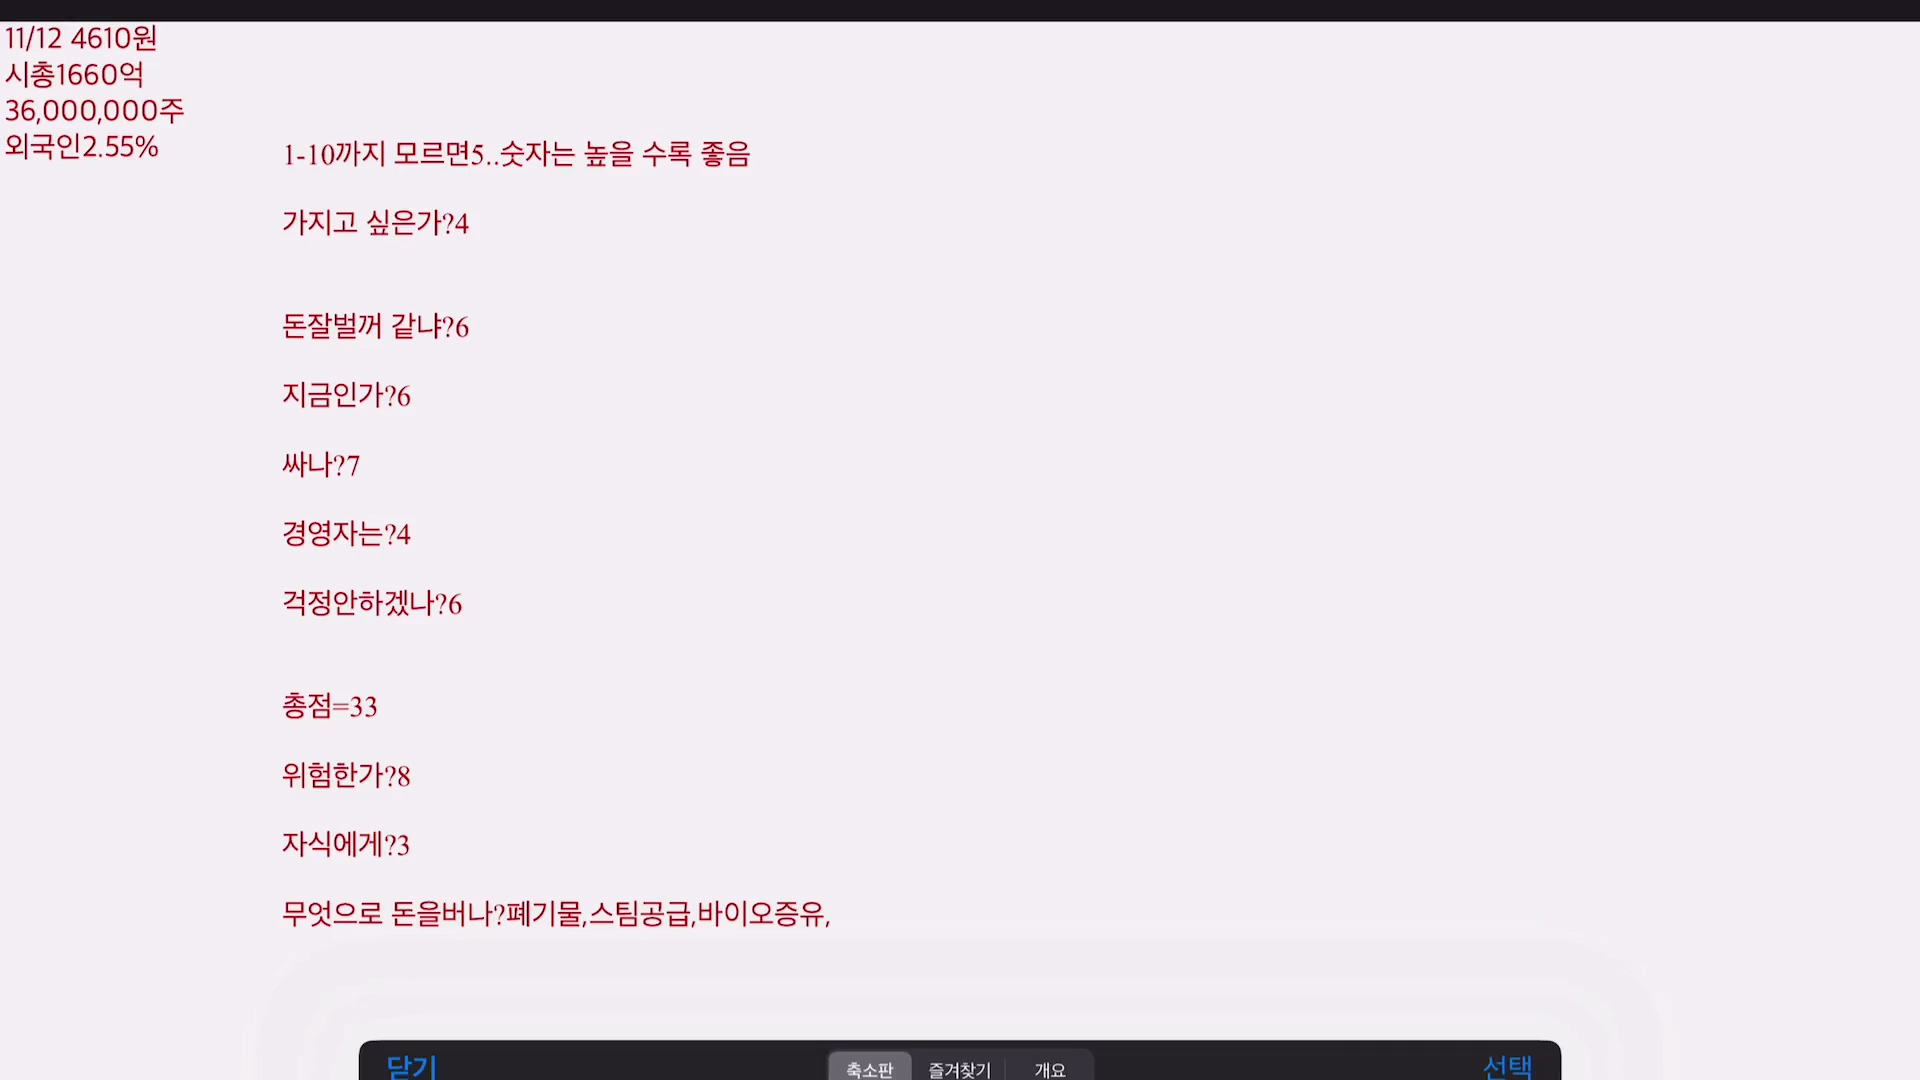 11/12 4610원
시총1660억
36,000,000주
외국인2.55%
1-10까지 모르면5..숫자는 높을 수록 좋음
가지고 싶은가?4
돈잘벌꺼 같냐?6
지금인가?6
싸나?7
경영자는?4
걱정안하겠나?6
총점=33
위험한가?8
자식에게?3
무엇으로 돈을버나?폐기물,스팀공급,바이오증유,
닫기
축소판
즐겨찾기
개요
선택